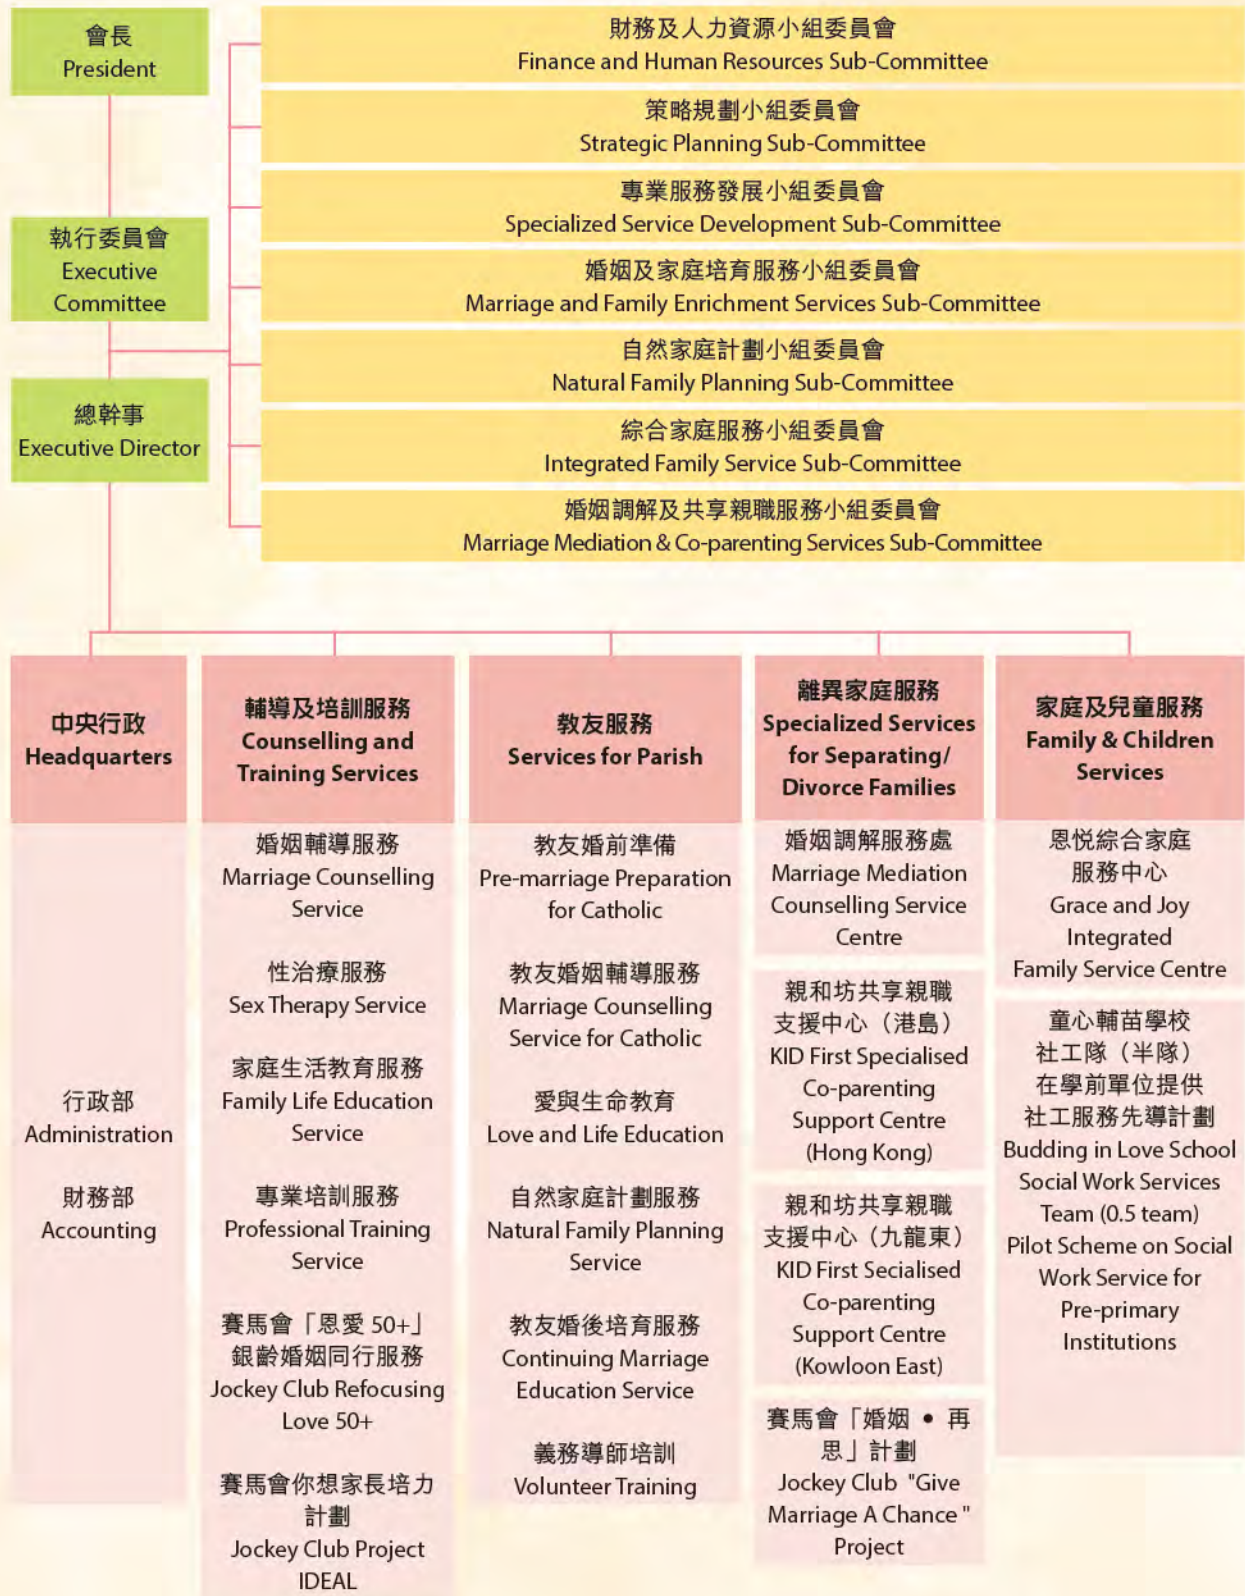 會長
President
執行委員會
Executive
Committee
總幹事
Executive Director
財務及人力資源小組委員會
Finance and Human Resources Sub-Committee
策略規劃小組委員會
Strategic Planning Sub-Committee
專業服務發展小組委員會
Specialized Service Development Sub-Committee
婚姻及家庭培育服務小組委員會
Marriage and Family Enrichment Services Sub-Committee
自然家庭計劃小組委員會
Natural Family Planning Sub-Committee
綜合家庭服務小組委員會
Integrated Family Service Sub-Committee
婚姻調解及共享親職服務小組委員會
Marriage Mediation & Co-parenting Services Sub-Committee
中央行政
Headquarters
行政部
Administration
財務部
Accounting
輔導及培訓服務
Counselling and
Training Services
婚姻輔導服務
Marriage Counselling
Service
性治療服務
Sex Therapy Service
家庭生活教育服務
Family Life Education
Service
專業培訓服務
Professional Training
Service
賽馬會「恩愛 50+」
銀齡婚姻同行服務
Jockey Club Refocusing
Love 50+
賽馬會你想家長培力
計劃
Jockey Club Project
IDEAL
教友服務
Services for Parish
教友婚前準備
Pre-marriage Preparation
for Catholic
教友婚姻輔導服務
Marriage Counselling
Service for Catholic
愛與生命教育
Love and Life Education
自然家庭計劃服務
Natural Family Planning
Service
教友婚後培育服務
Continuing Marriage
Education Service
義務導師培訓
Volunteer Training
離異家庭服務
Specialized Services
for Separating/
Divorce Families
婚姻調解服務處
Marriage Mediation
Counselling Service
Centre
親和坊共享親職
支援中心（港島）
KID First Specialised
Co-parenting
Support Centre
(Hong Kong)
親和坊共享親職
支援中心（九龍東）
KID First Secialised
Co-parenting
Support Centre
(Kowloon East)
賽馬會「婚姻 • 再
思」計劃
Jockey Club "Give
Marriage A Chance "
Project
家庭及兒童服務
Family & Children
Services
恩悅綜合家庭
服務中心
Grace and Joy
Integrated
Family Service Centre
童心輔苗學校
社工隊（半隊）
在學前單位提供
社工服務先導計劃
Budding in Love School
Social Work Services
Team (0.5 team)
Pilot Scheme on Social
Work Service for
Pre-primary
Institutions